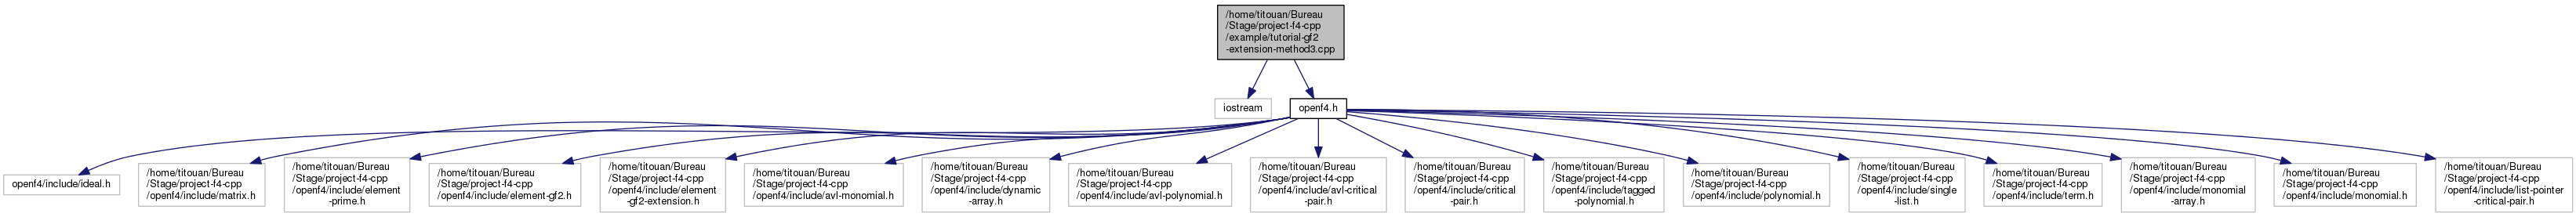 /home/titouan/Bureau
/Stage/project-f4-cpp
/example/tutorial-gf2
-extension-method3.cpp
iostream
openf4.h
openf4/include/ideal.h
/home/titouan/Bureau
/Stage/project-f4-cpp
/openf4/include/matrix.h
/home/titouan/Bureau
/Stage/project-f4-cpp
/openf4/include/element
-prime.h
/home/titouan/Bureau
/Stage/project-f4-cpp
/openf4/include/element-gf2.h
/home/titouan/Bureau
/Stage/project-f4-cpp
/openf4/include/element
-gf2-extension.h
/home/titouan/Bureau
/Stage/project-f4-cpp
/openf4/include/avl-monomial.h
/home/titouan/Bureau
/Stage/project-f4-cpp
/openf4/include/dynamic
-array.h
/home/titouan/Bureau
/Stage/project-f4-cpp
/openf4/include/avl-polynomial.h
/home/titouan/Bureau
/Stage/project-f4-cpp
/openf4/include/avl-critical
-pair.h
/home/titouan/Bureau
/Stage/project-f4-cpp
/openf4/include/critical
-pair.h
/home/titouan/Bureau
/Stage/project-f4-cpp
/openf4/include/tagged
-polynomial.h
/home/titouan/Bureau
/Stage/project-f4-cpp
/openf4/include/polynomial.h
/home/titouan/Bureau
/Stage/project-f4-cpp
/openf4/include/single
-list.h
/home/titouan/Bureau
/Stage/project-f4-cpp
/openf4/include/term.h
/home/titouan/Bureau
/Stage/project-f4-cpp
/openf4/include/monomial
-array.h
/home/titouan/Bureau
/Stage/project-f4-cpp
/openf4/include/monomial.h
/home/titouan/Bureau
/Stage/project-f4-cpp
/openf4/include/list-pointer
-critical-pair.h